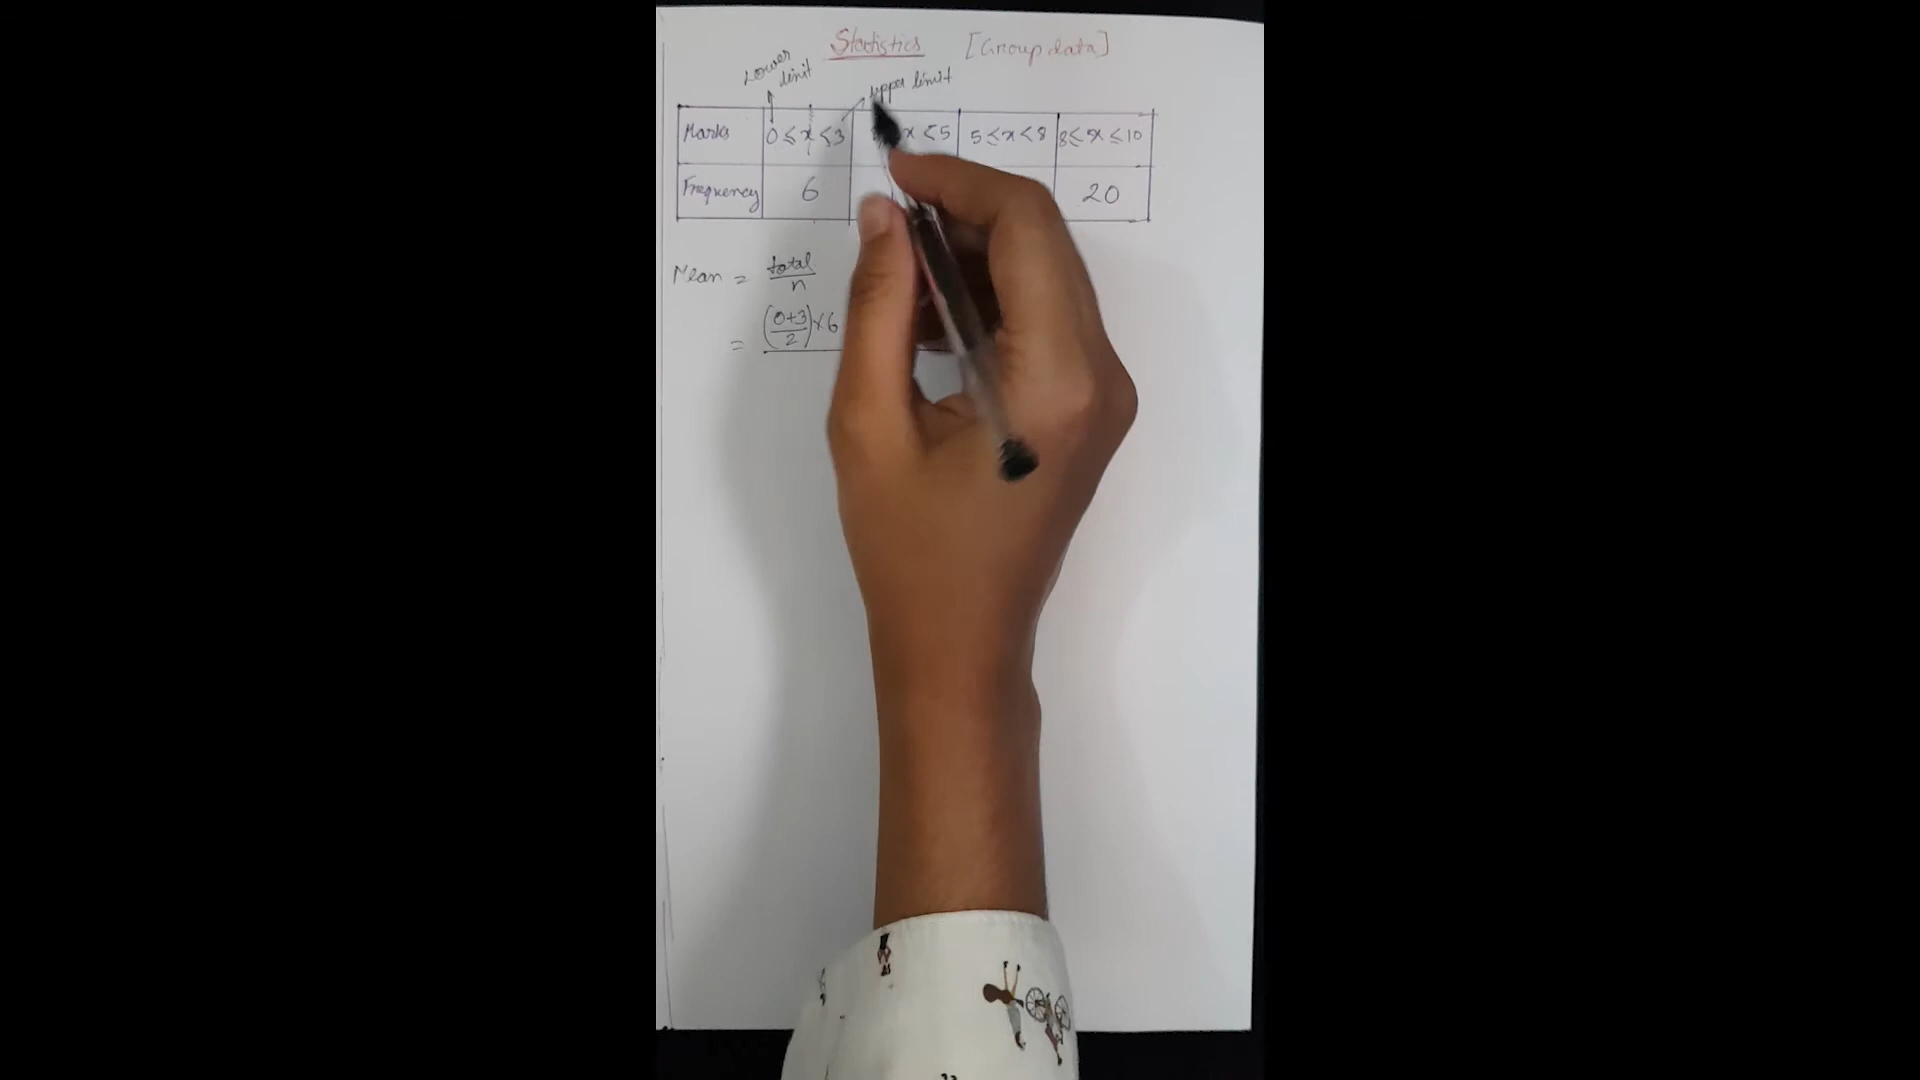 Statistics [Group data]
Lower limit
upper limit
Marks 0 ≤ x ≤ 3 x ≤ 5 5 ≤ x < 8 8 ≤ x ≤ 10
Frequency 6 20
Mean = total / n
= ((0+3)/2) × 6